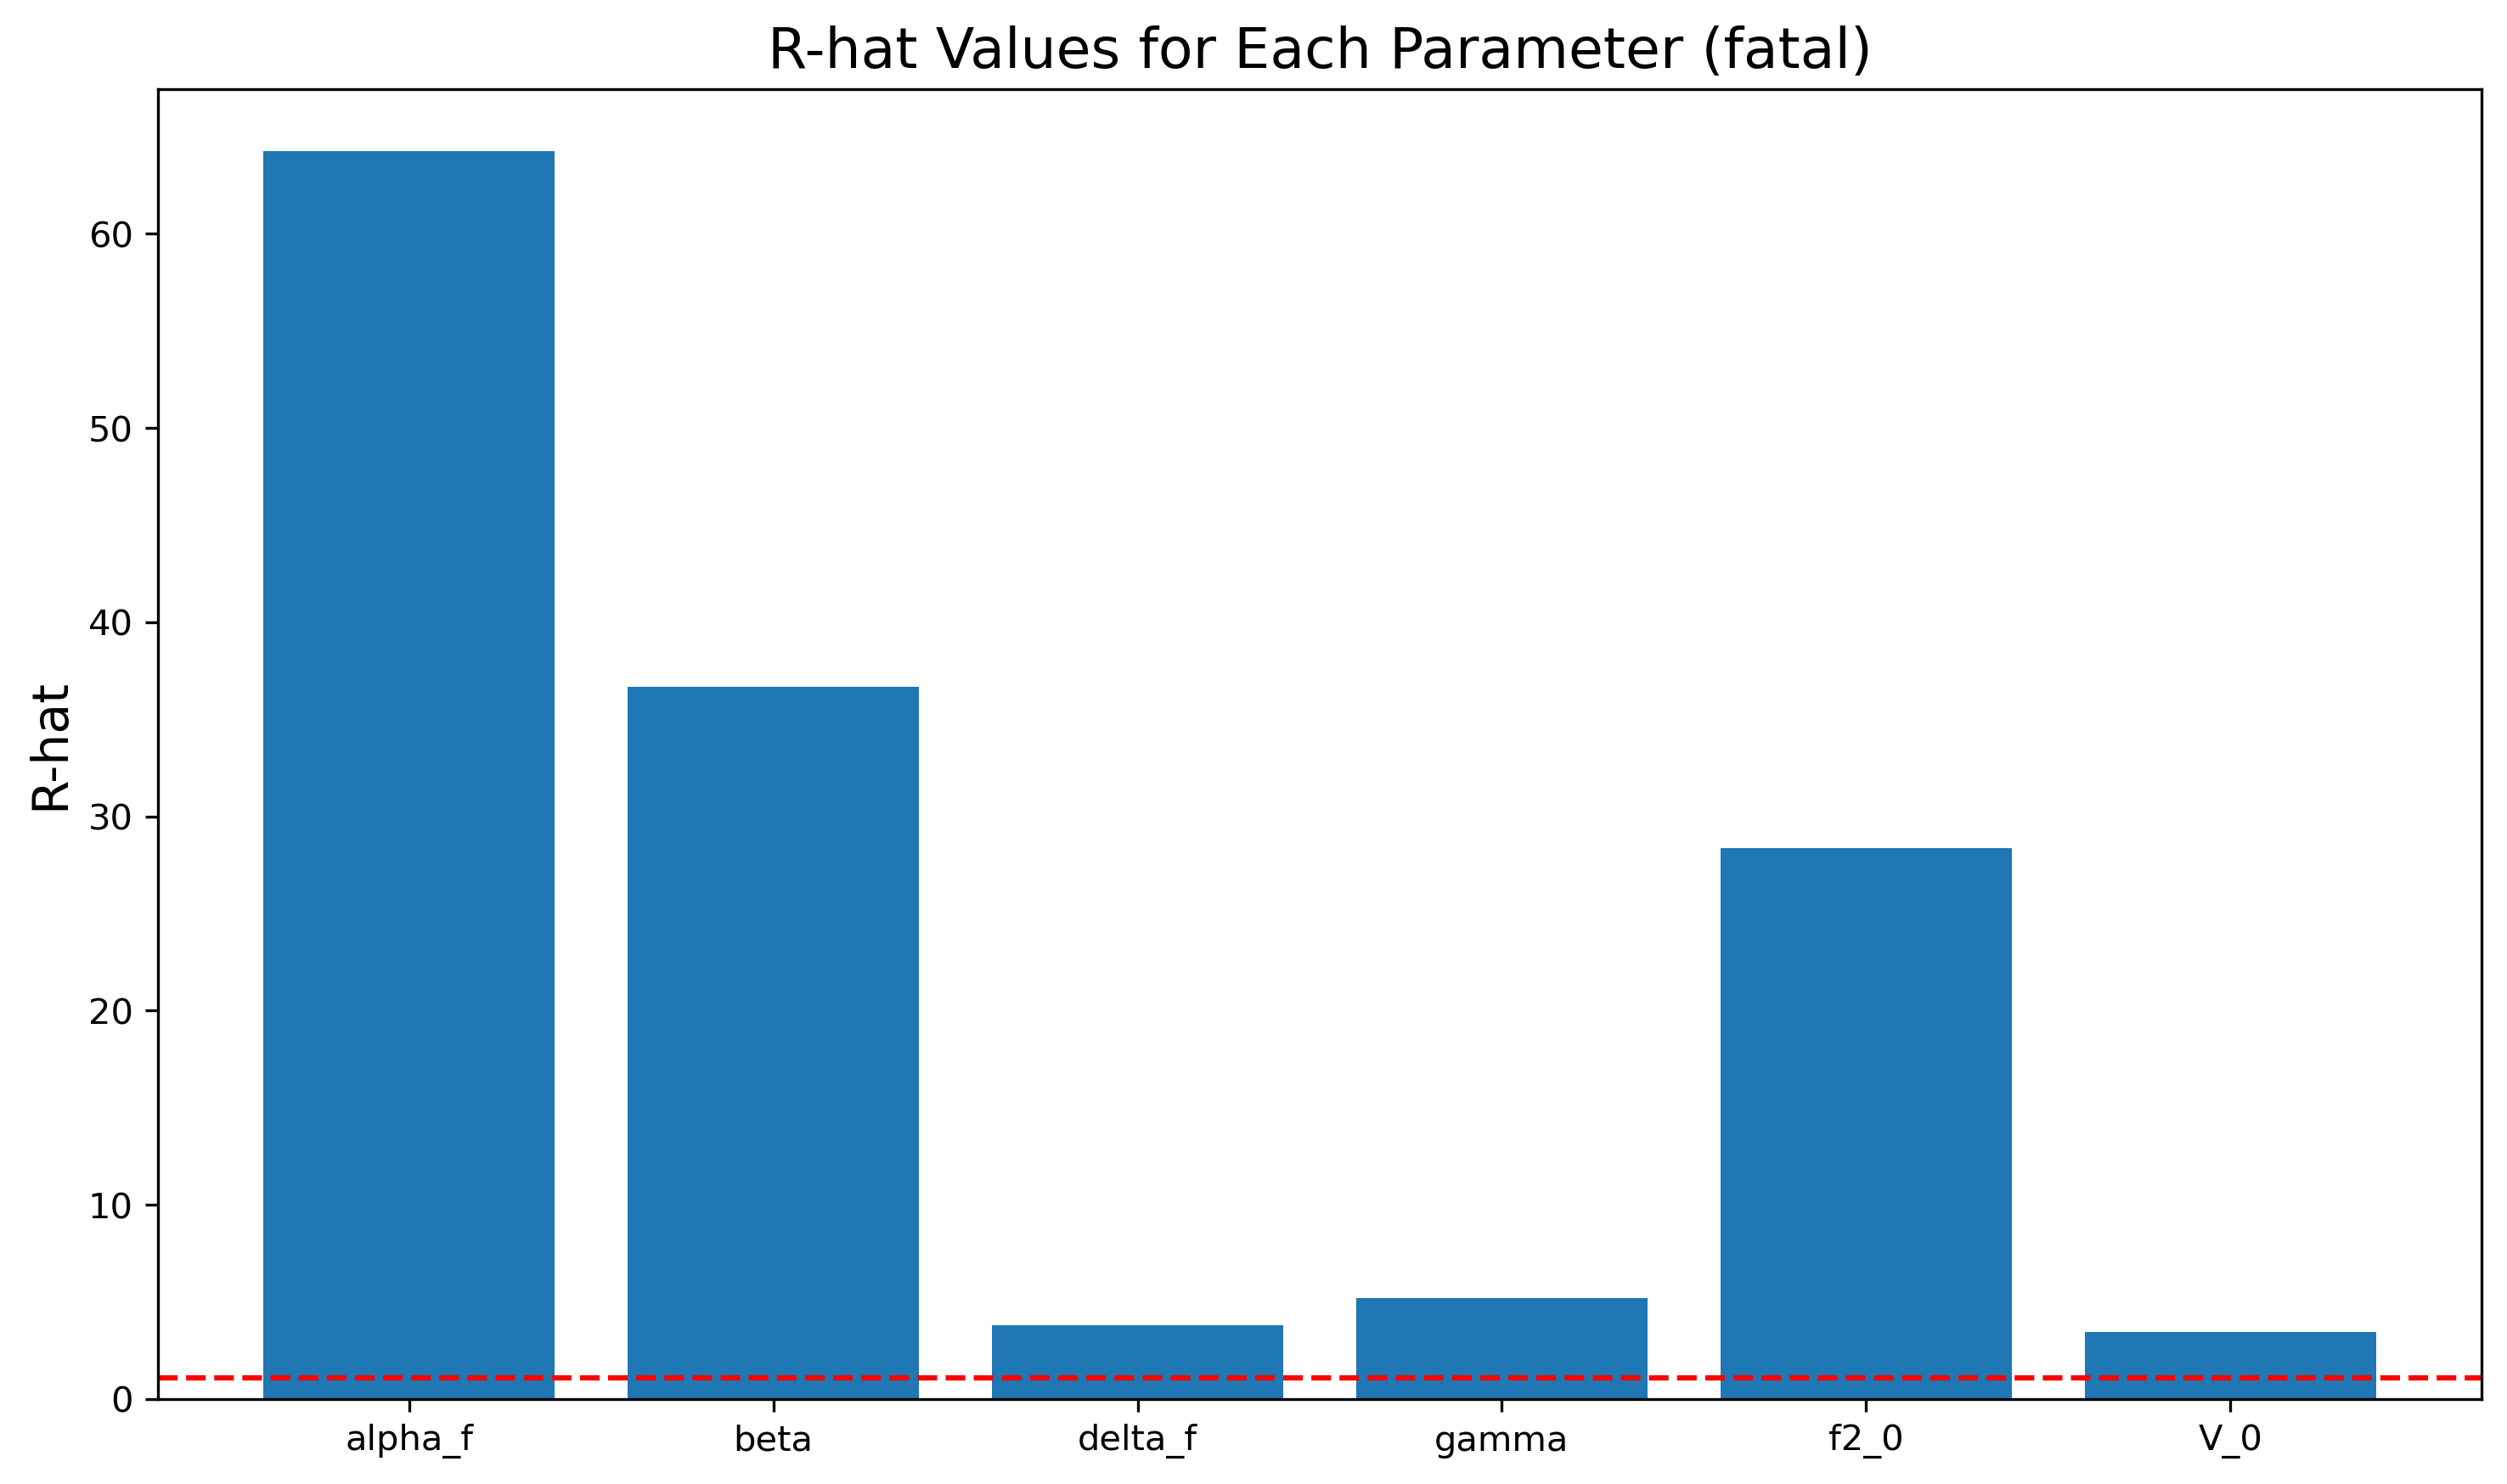 R-hat Values for Each Parameter (fatal)
R-hat
60
50
40
30
20
10
0
alpha_f beta delta_f gamma f2_0 V_0